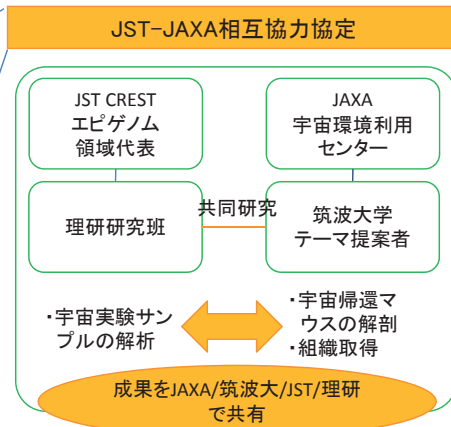 JST-JAXA相互協力協定
JST CREST
エピゲノム
領域代表
JAXA
宇宙環境利用
センター
理研研究班
共同研究
筑波大学
テーマ提案者
・宇宙実験サン
プルの解析
・宇宙帰還マ
ウスの解剖
・組織取得
成果をJAXA/筑波大/JST/理研
で共有